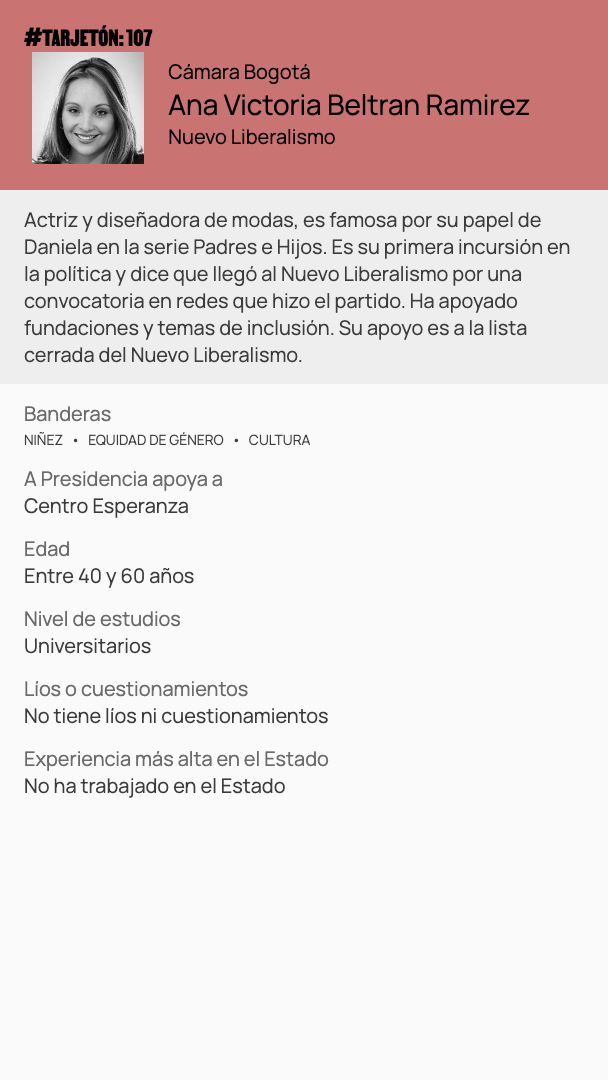 #TARJETÓN: 107
Cámara Bogotá
Ana Victoria Beltran Ramirez
Nuevo Liberalismo
Actriz y diseñadora de modas, es famosa por su papel de
Daniela en la serie Padres e Hijos. Es su primera incursión en
la política y dice que llegó al Nuevo Liberalismo por una
convocatoria en redes que hizo el partido. Ha apoyado
fundaciones y temas de inclusión. Su apoyo es a la lista
cerrada del Nuevo Liberalismo.
Banderas
NIÑEZ • EQUIDAD DE GÉNERO • CULTURA
A Presidencia apoya a
Centro Esperanza
Edad
Entre 40 y 60 años
Nivel de estudios
Universitarios
Líos o cuestionamientos
No tiene líos ni cuestionamientos
Experiencia más alta en el Estado
No ha trabajado en el Estado